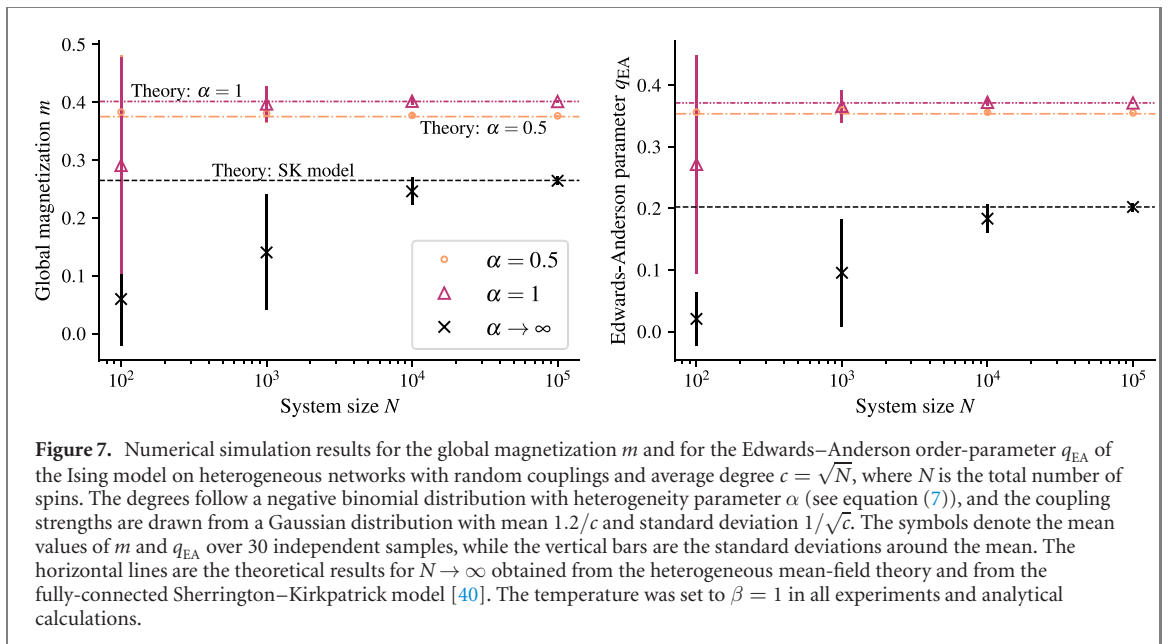 0.5
0.4
0.3
0.2
0.1
0.0
Global magnetization m
Theory: α = 1
Theory: α = 0.5
Theory: SK model
α = 0.5
α = 1
α → ∞
10² 10³ 10⁴ 10⁵
System size N
0.4
0.3
0.2
0.1
0.0
Edwards-Anderson parameter q_EA
10² 10³ 10⁴ 10⁵
System size N
Figure 7. Numerical simulation results for the global magnetization m and for the Edwards–Anderson order-parameter q_EA of
the Ising model on heterogeneous networks with random couplings and average degree c = √N, where N is the total number of
spins. The degrees follow a negative binomial distribution with heterogeneity parameter α (see equation (7)), and the coupling
strengths are drawn from a Gaussian distribution with mean 1.2/c and standard deviation 1/√c. The symbols denote the mean
values of m and q_EA over 30 independent samples, while the vertical bars are the standard deviations around the mean. The
horizontal lines are the theoretical results for N → ∞ obtained from the heterogeneous mean-field theory and from the
fully-connected Sherrington–Kirkpatrick model [40]. The temperature was set to β = 1 in all experiments and analytical
calculations.